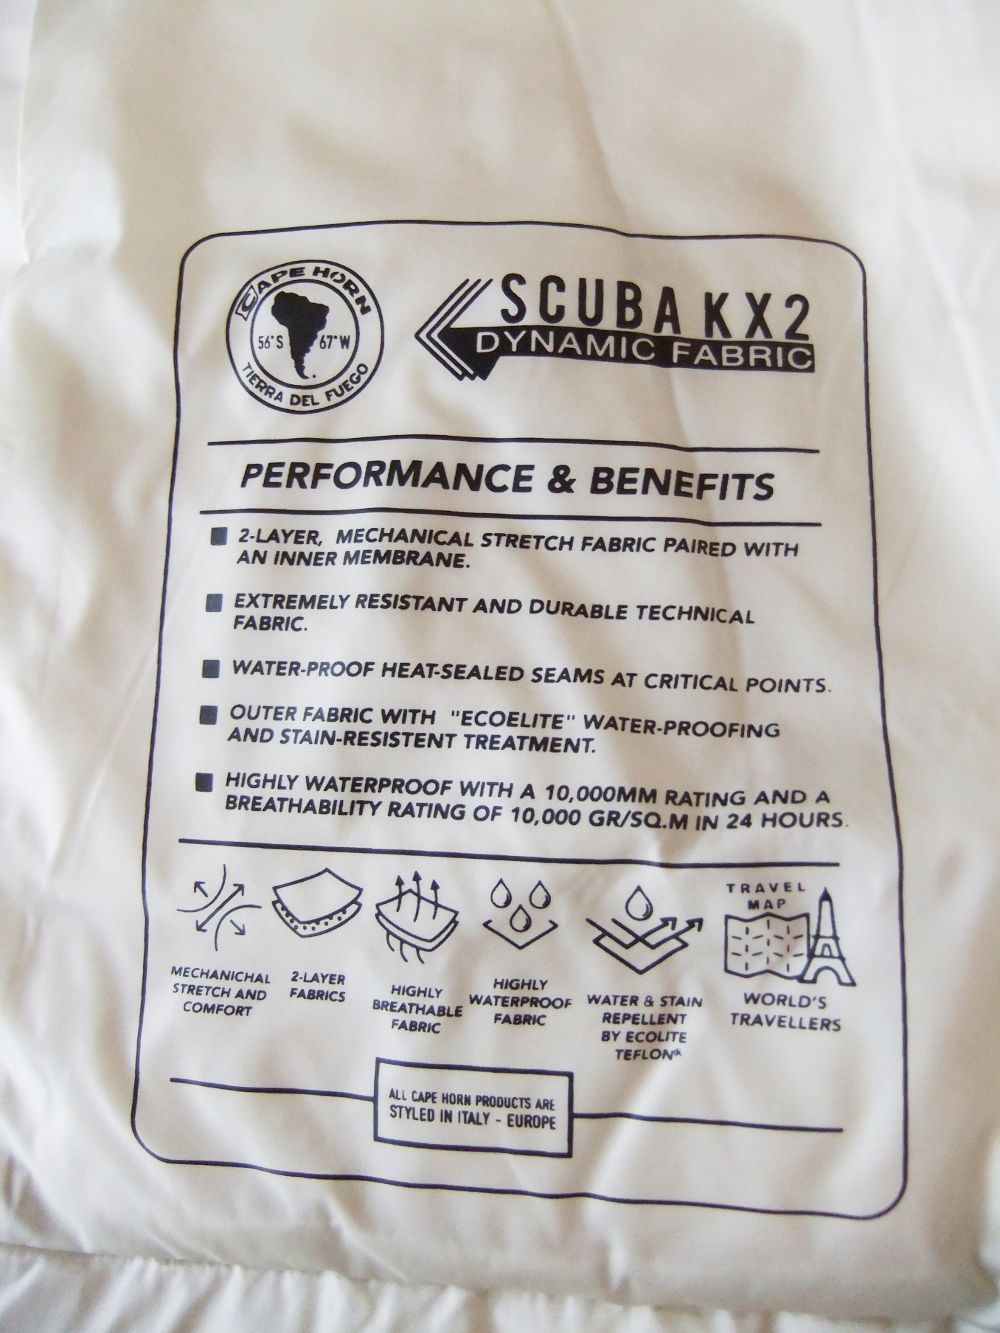 CAPE HORN
56°S 67°W
TIERRA DEL FUEGO
SCUBA KX2
DYNAMIC FABRIC
PERFORMANCE & BENEFITS
2-LAYER, MECHANICAL STRETCH FABRIC PAIRED WITH
AN INNER MEMBRANE.
EXTREMELY RESISTANT AND DURABLE TECHNICAL
FABRIC.
WATER-PROOF HEAT-SEALED SEAMS AT CRITICAL POINTS.
OUTER FABRIC WITH "ECOELITE" WATER-PROOFING
AND STAIN-RESISTENT TREATMENT.
HIGHLY WATERPROOF WITH A 10,000MM RATING AND A
BREATHABILITY RATING OF 10,000 GR/SQ.M IN 24 HOURS.
MECHANICHAL
STRETCH AND
COMFORT
2-LAYER
FABRICS
HIGHLY
BREATHABLE
FABRIC
HIGHLY
WATERPROOF
FABRIC
WATER & STAIN
REPELLENT
BY ECOLITE
TEFLON
TRAVEL
MAP
WORLD'S
TRAVELLERS
ALL CAPE HORN PRODUCTS ARE
STYLED IN ITALY - EUROPE